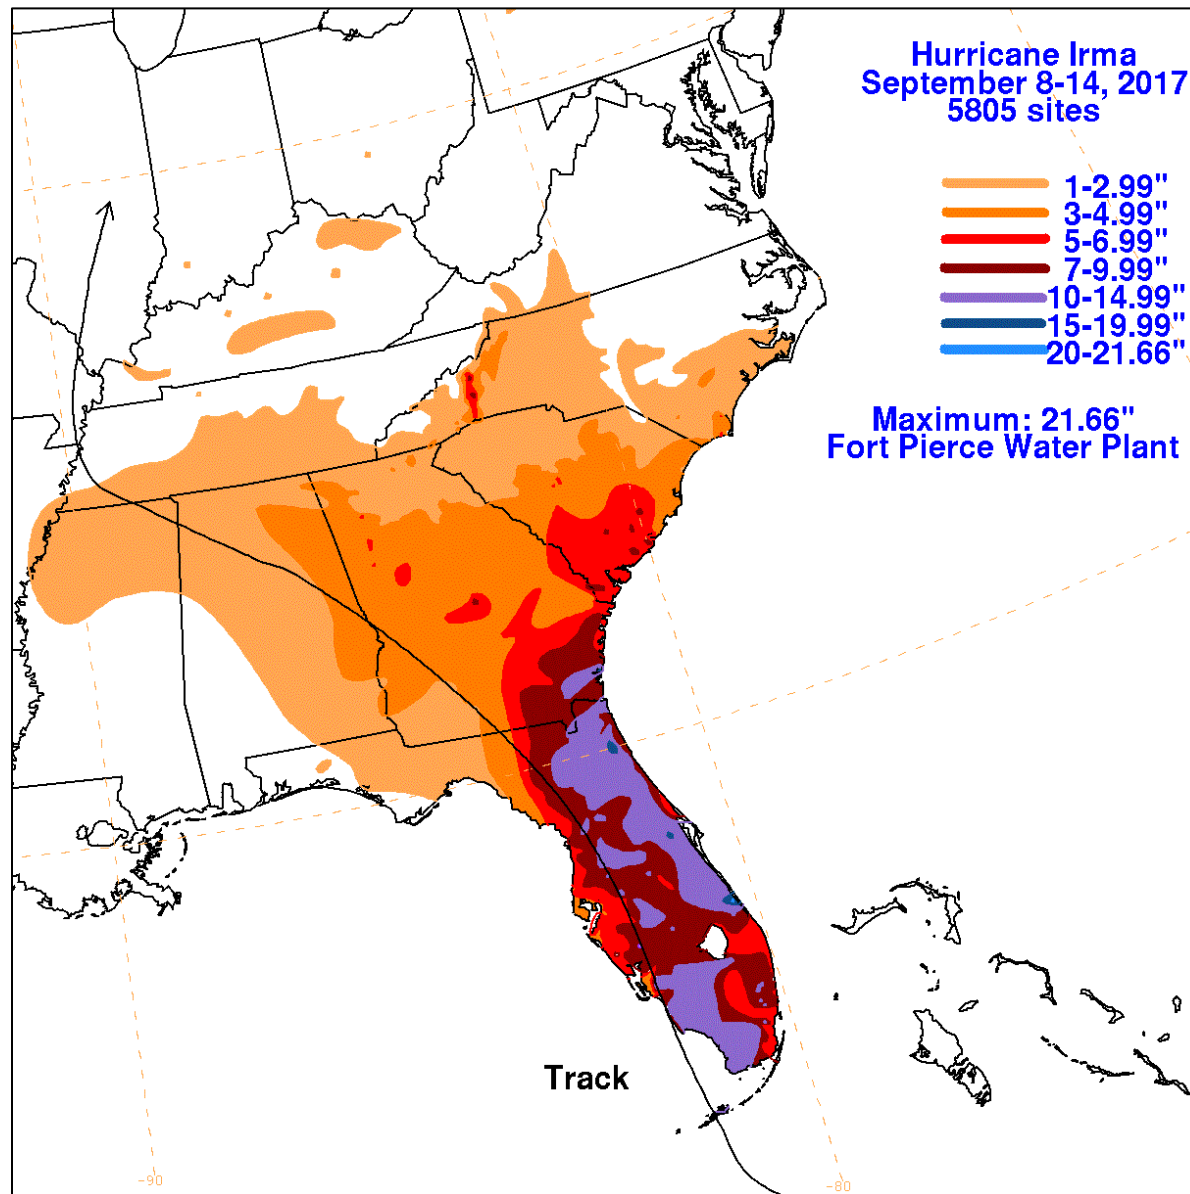 Hurricane Irma
September 8-14, 2017
5805 sites
1-2.99"
3-4.99"
5-6.99"
7-9.99"
10-14.99"
15-19.99"
20-21.66"
Maximum: 21.66"
Fort Pierce Water Plant
Track
-90
-80